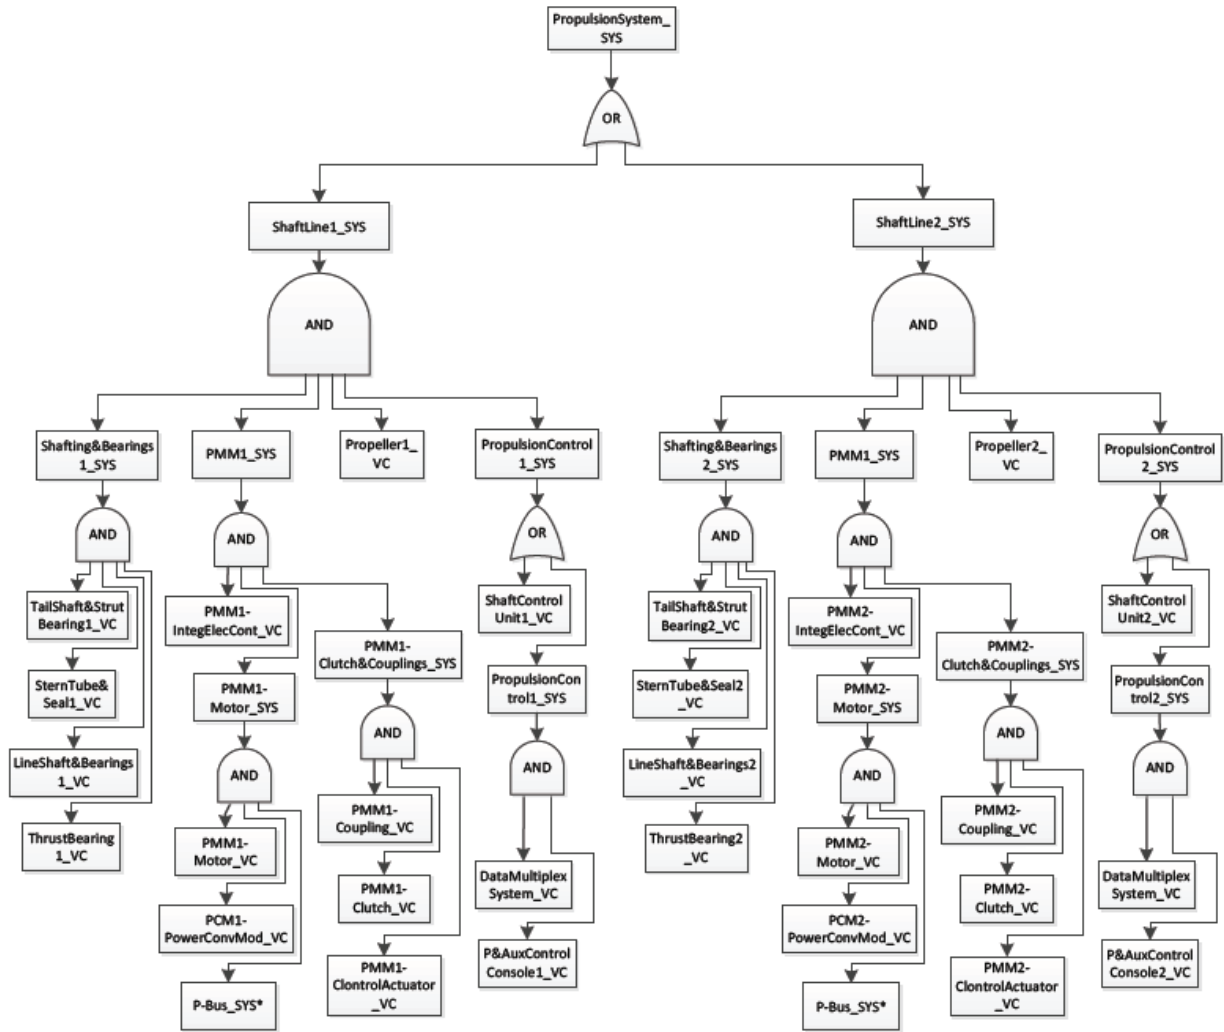 PropulsionSystem_
SYS
OR
ShaftLine1_SYS
ShaftLine2_SYS
AND
AND
Shafting&Bearings
1_SYS
PMM1_SYS
Propeller1_
VC
PropulsionControl
1_SYS
Shafting&Bearings
2_SYS
PMM1_SYS
Propeller2_
VC
PropulsionControl
2_SYS
AND
AND
OR
AND
AND
OR
TailShaft&Strut
Bearing1_VC
PMM1-
IntegElecCont_VC
ShaftControl
Unit1_VC
TailShaft&Strut
Bearing2_VC
PMM2-
IntegElecCont_VC
ShaftControl
Unit2_VC
PMM1-
Clutch&Couplings_SYS
PMM2-
Clutch&Couplings_SYS
SternTube&
Seal1_VC
PMM1-
Motor_SYS
PropulsionCon
trol1_SYS
SternTube&Seal2
_VC
PMM2-
Motor_SYS
PropulsionCo
ntrol2_SYS
AND
AND
LineShaft&Bearings
1_VC
AND
AND
LineShaft&Bearings2
_VC
AND
AND
PMM1-
Coupling_VC
PMM2-
Coupling_VC
ThrustBearing
1_VC
PMM1-
Motor_VC
ThrustBearing2
_VC
PMM2-
Motor_VC
DataMultiplex
System_VC
DataMultiplex
System_VC
PMM1-
Clutch_VC
PMM2-
Clutch_VC
PCM1-
PowerConvMod_VC
PCM2-
PowerConvMod_VC
P&AuxControl
Console1_VC
P&AuxControl
Console2_VC
PMM1-
ClontrolActuator
_VC
PMM2-
ClontrolActuator
_VC
P-Bus_SYS*
P-Bus_SYS*